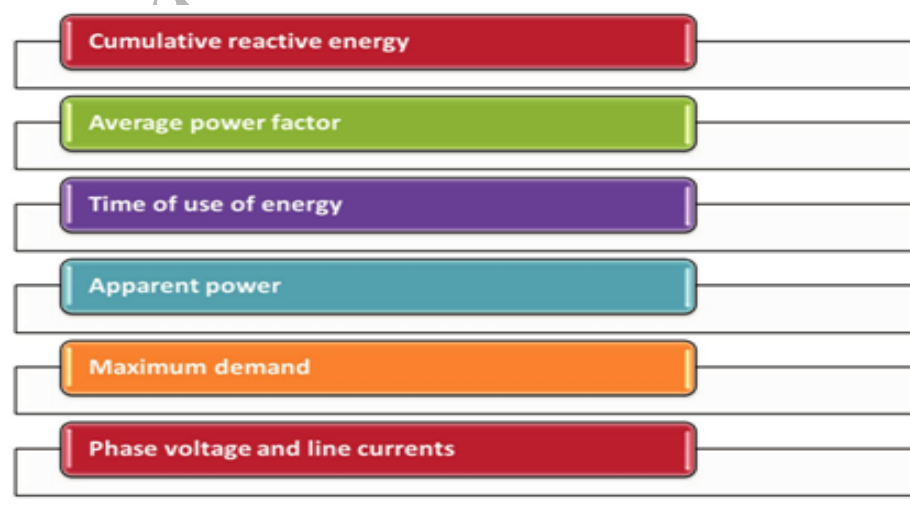 Cumulative reactive energy
Average power factor
Time of use of energy
Apparent power
Maximum demand
Phase voltage and line currents